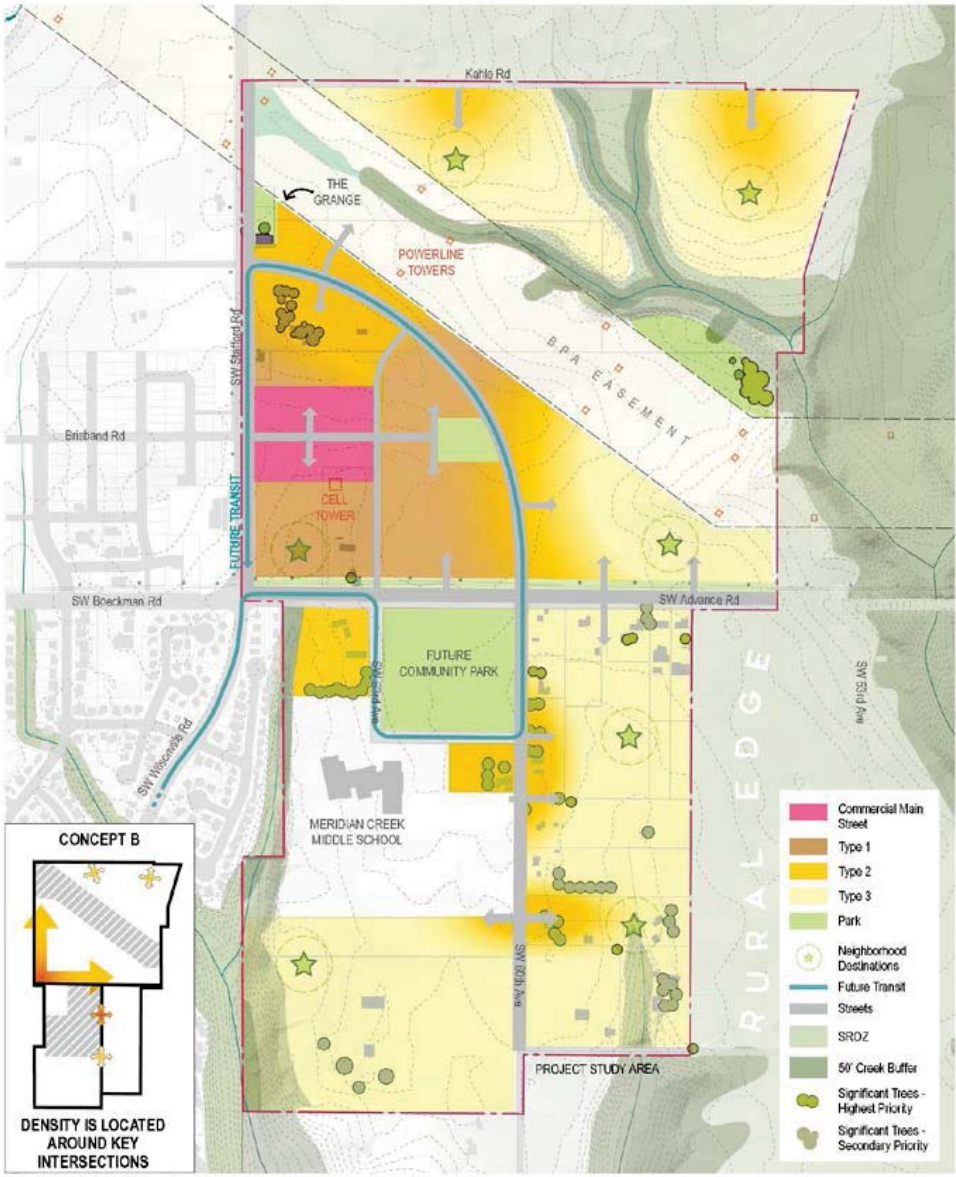 Kahle Rd
THE
GRANGE
POWERLINE
TOWERS
BPA EASEMENT
SW Stafford Rd
Brisband Rd
CELL
TOWER
FUTURE TRANSIT
SW Boeckman Rd
SW Advance Rd
FUTURE
COMMUNITY PARK
SW 63rd Ave
SW 53rd Ave
SW Wilsonville Rd
RURAL EDGE
MERIDIAN CREEK
MIDDLE SCHOOL
SW 60th Ave
PROJECT STUDY AREA
CONCEPT B
DENSITY IS LOCATED
AROUND KEY
INTERSECTIONS
Commercial Main
Street
Type 1
Type 2
Type 3
Park
Neighborhood
Destinations
Future Transit
Streets
SROZ
50' Creek Buffer
Significant Trees -
Highest Priority
Significant Trees -
Secondary Priority